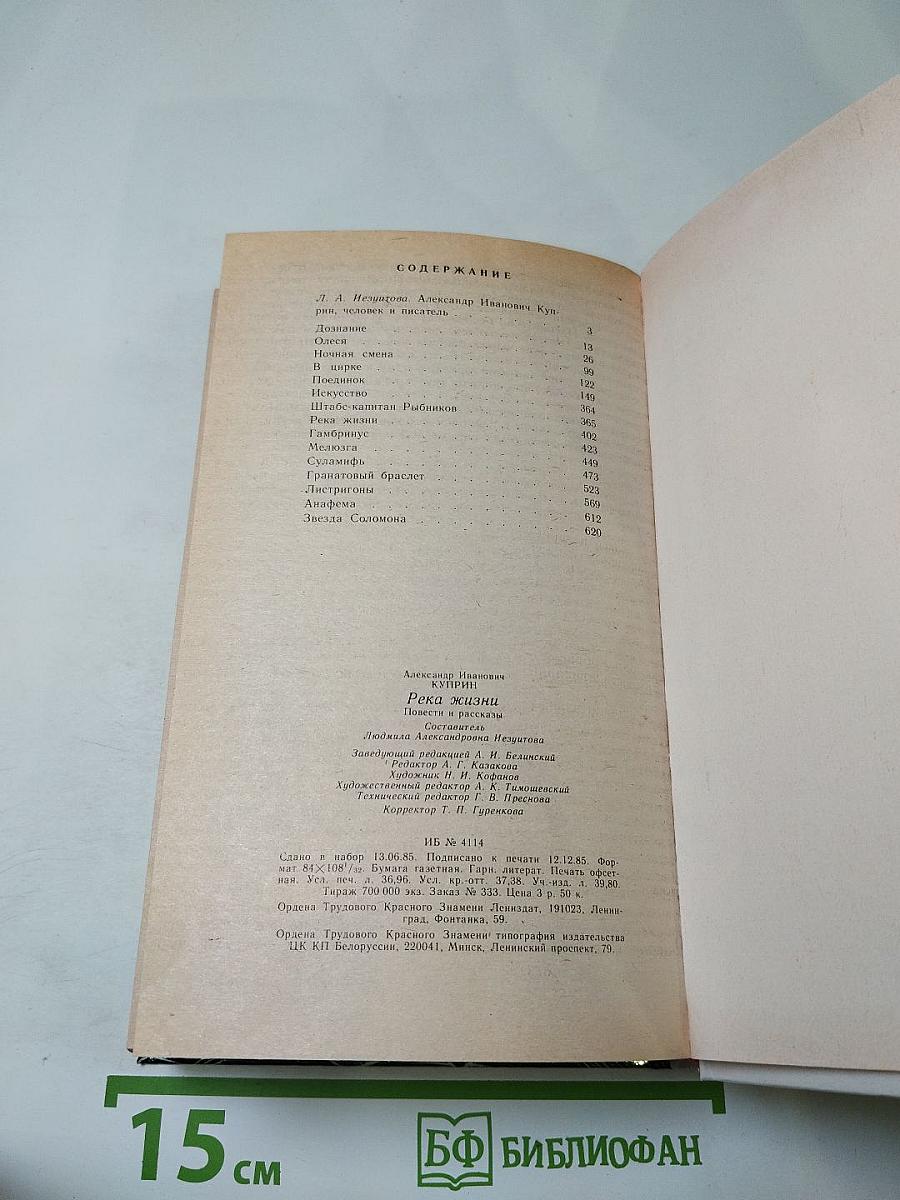 СОДЕРЖАНИЕ
Л. А. Иезуитова. Александр Иванович Куп-
рин, человек и писатель . . . . . . . 3
Дознание . . . . . . . . . . 13
Олеся . . . . . . . . . . 26
Ночная смена . . . . . . . . . . 99
В цирке . . . . . . . . . . 122
Поединок . . . . . . . . . . 149
Искусство . . . . . . . . . . 364
Штабс-капитан Рыбников . . . . . . . 365
Река жизни . . . . . . . . . . 402
Гамбринус . . . . . . . . . . 423
Мелюзга . . . . . . . . . . 449
Суламифь . . . . . . . . . . 473
Гранатовый браслет . . . . . . . . 523
Листригоны . . . . . . . . . . 569
Анафема . . . . . . . . . . 612
Звезда Соломона . . . . . . . . . 620
Александр Иванович
КУПРИН
Река жизни
Повести и рассказы
Составитель
Людмила Александровна Иезуитова
Заведующий редакцией А. И. Белинский
Редактор А. Г. Казакова
Художник Н. И. Кофанов
Художественный редактор А. К. Тимошевский
Технический редактор Г. В. Преснова
Корректор Т. П. Гуренкова
ИБ № 4114
Сдано в набор 13.06.85. Подписано к печати 12.12.85. Фор-
мат 84×108¹/₃₂. Бумага газетная. Гарн. литерат. Печать офсет-
ная. Усл. печ. л. 36,96. Усл. кр.-отт. 37,38. Уч.-изд. л. 39,80.
Тираж 700 000 экз. Заказ № 333. Цена 3 р. 50 к.
Ордена Трудового Красного Знамени Лениздат, 191023, Ленин-
град, Фонтанка, 59.
Ордена Трудового Красного Знамени типография издательства
ЦК КП Белоруссии, 220041, Минск, Ленинский проспект, 79.
15 см
БФ БИБЛИОФАН